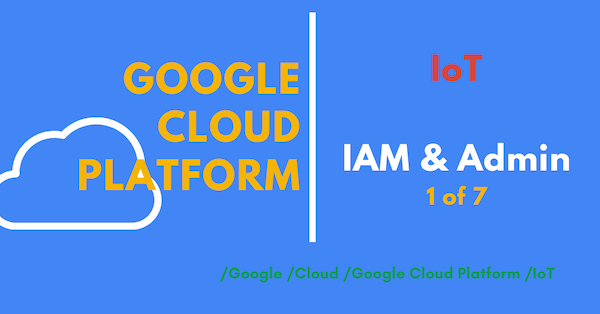 GOOGLE
CLOUD
PLATFORM
IoT
IAM & Admin
1 of 7
/Google /Cloud /Google Cloud Platform /IoT